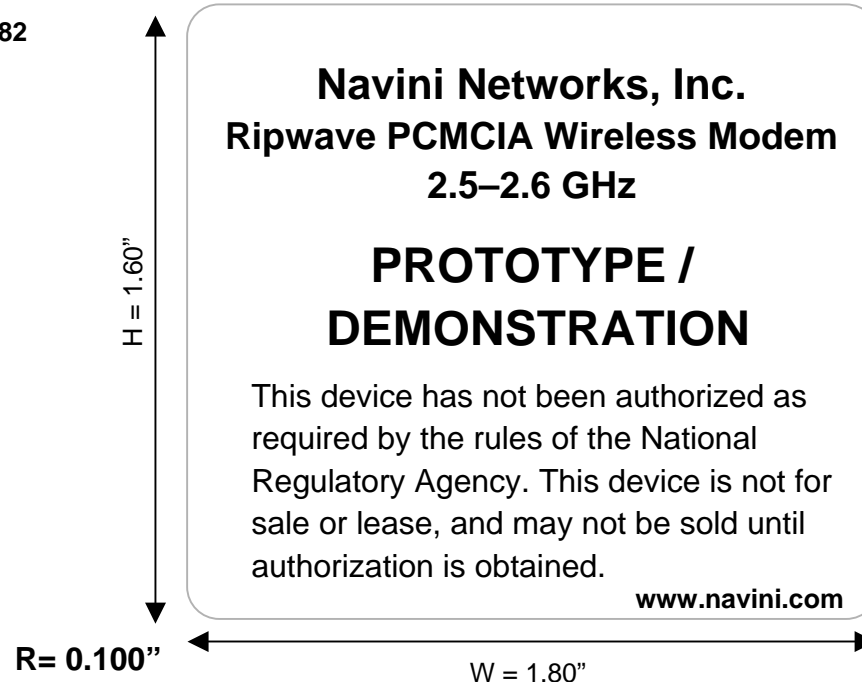 82
Navini Networks, Inc.
Ripwave PCMCIA Wireless Modem
2.5–2.6 GHz
H = 1.60”
PROTOTYPE /
DEMONSTRATION
This device has not been authorized as
required by the rules of the National
Regulatory Agency. This device is not for
sale or lease, and may not be sold until
authorization is obtained.
www.navini.com
R= 0.100”
W = 1.80”